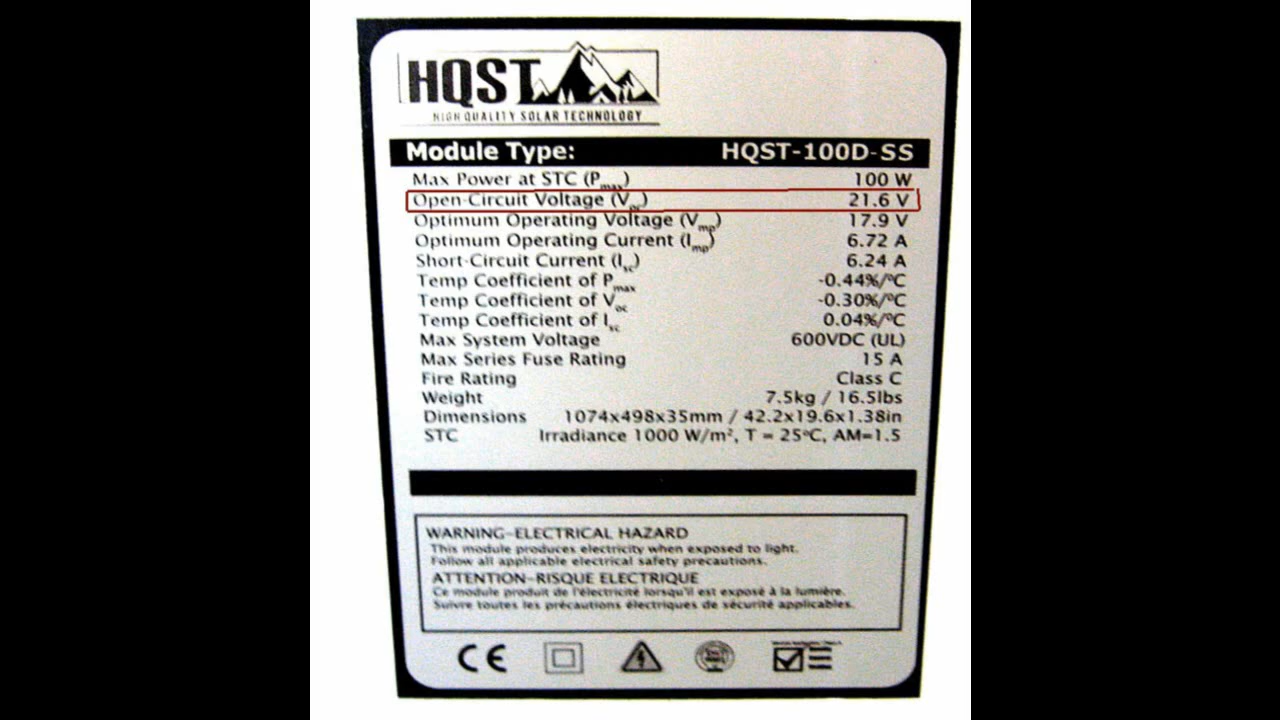 HQST
HIGH QUALITY SOLAR TECHNOLOGY
Module Type: HQST-100D-SS
Max Power at STC (Pmax) 100 W
Open-Circuit Voltage (Voc) 21.6 V
Optimum Operating Voltage (Vmp) 17.9 V
Optimum Operating Current (Imp) 6.72 A
Short-Circuit Current (Isc) 6.24 A
Temp Coefficient of Pmax -0.44%/°C
Temp Coefficient of Voc -0.30%/°C
Temp Coefficient of Isc 0.04%/°C
Max System Voltage 600VDC (UL)
Max Series Fuse Rating 15 A
Fire Rating Class C
Weight 7.5kg / 16.5lbs
Dimensions 1074x498x35mm / 42.2x19.6x1.38in
STC Irradiance 1000 W/m², T = 25°C, AM=1.5
WARNING-ELECTRICAL HAZARD
This module produces electricity when exposed to light.
Follow all applicable electrical safety precautions.
ATTENTION-RISQUE ELECTRIQUE
Ce module produit de l'électricité lorsqu'il est exposé à la lumière.
Suivre toutes les précautions électriques de sécurité applicables.
CE